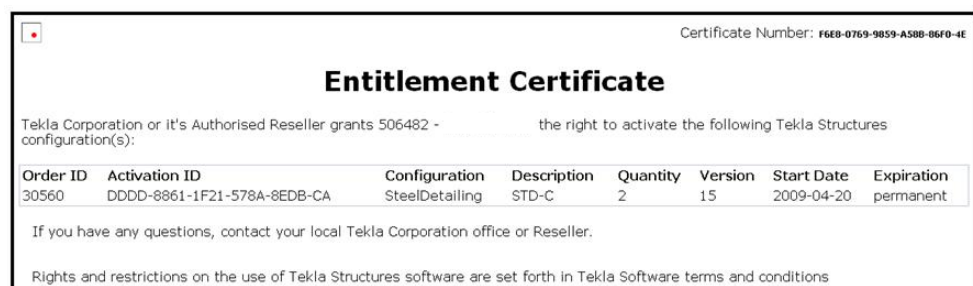 Certificate Number: F6E8-0769-9859-A58B-86F0-4E
Entitlement Certificate
Tekla Corporation or it's Authorised Reseller grants 506482 - the right to activate the following Tekla Structures
configuration(s):
Order ID Activation ID Configuration Description Quantity Version Start Date Expiration
30560 DDDD-8861-1F21-578A-8EDB-CA SteelDetailing STD-C 2 15 2009-04-20 permanent
If you have any questions, contact your local Tekla Corporation office or Reseller.
Rights and restrictions on the use of Tekla Structures software are set forth in Tekla Software terms and conditions